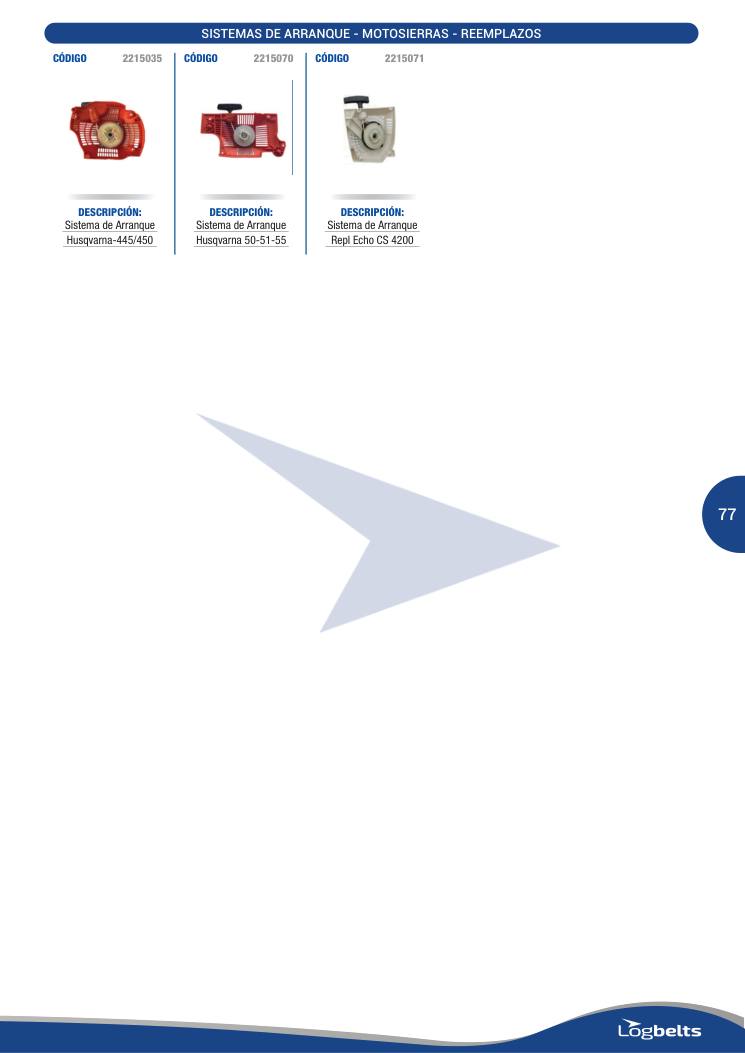 SISTEMAS DE ARRANQUE - MOTOSIERRAS - REEMPLAZOS
CÓDIGO 2215035
DESCRIPCIÓN:
Sistema de Arranque
Husqvarna-445/450
CÓDIGO 2215070
DESCRIPCIÓN:
Sistema de Arranque
Husqvarna 50-51-55
CÓDIGO 2215071
DESCRIPCIÓN:
Sistema de Arranque
Repl Echo CS 4200
77
Logbelts